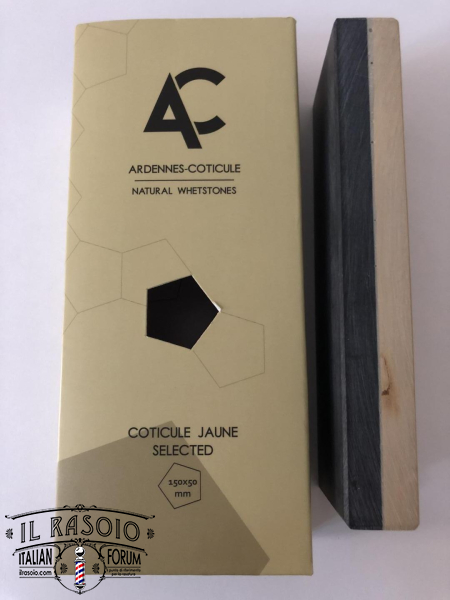 AC
ARDENNES-COTICULE
NATURAL WHETSTONES
COTICULE JAUNE
SELECTED
150x50
mm
IL RASOIO
ITALIAN FORUM
ilrasoio.com